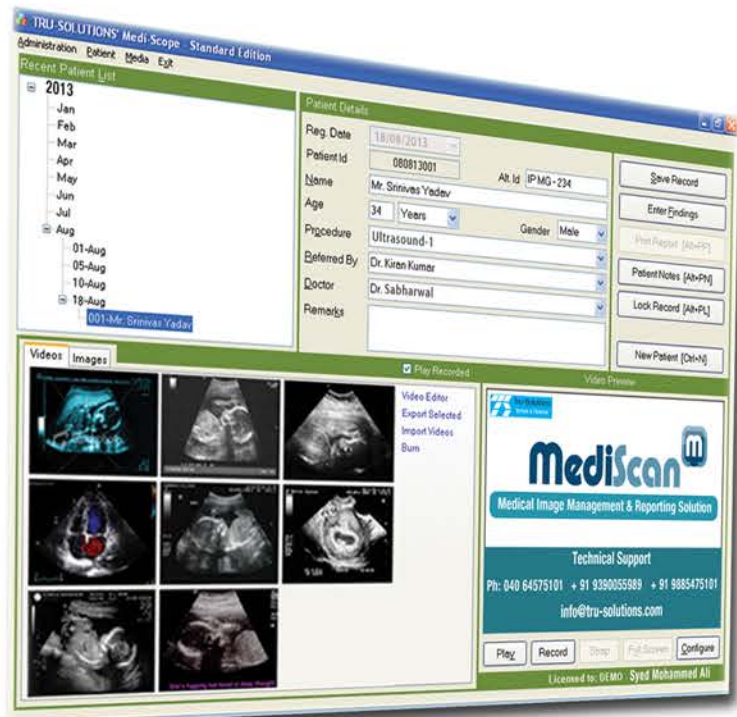 TRU-SOLUTIONS' Medi-Scope - Standard Edition
Administration Patient Media Exit
Recent Patient List
2013
Jan
Feb
Mar
Apr
May
Jun
Jul
Aug
01-Aug
05-Aug
10-Aug
18-Aug
001-Mr. Srinivas Yadav
Patient Details
Reg. Date 18/08/2013
Patient Id 080813001 Alt. Id IPMG-234
Name Mr. Srinivas Yadav
Age 34 Years Gender Male
Procedure Ultrasound-1
Referred By Dr. Kiran Kumar
Doctor Dr. Sabharwal
Remarks
Save Record
Enter Findings
Print Report [Alt+PP]
Patient Notes [Alt+PN]
Lock Record [Alt+PL]
New Patient [Ctrl+N]
Videos Images
Play Recorded
Video Editor
Export Selected
Import Videos
Burn
Video Preview
Tru-Solutions
MediScan m
Medical Image Management & Reporting Solution
Technical Support
Ph: 040 64575101 + 91 9390055989 + 91 9885475101
info@tru-solutions.com
Play Record Full Screen Configure
Licensed to: DEMO Syed Mohammed Ali